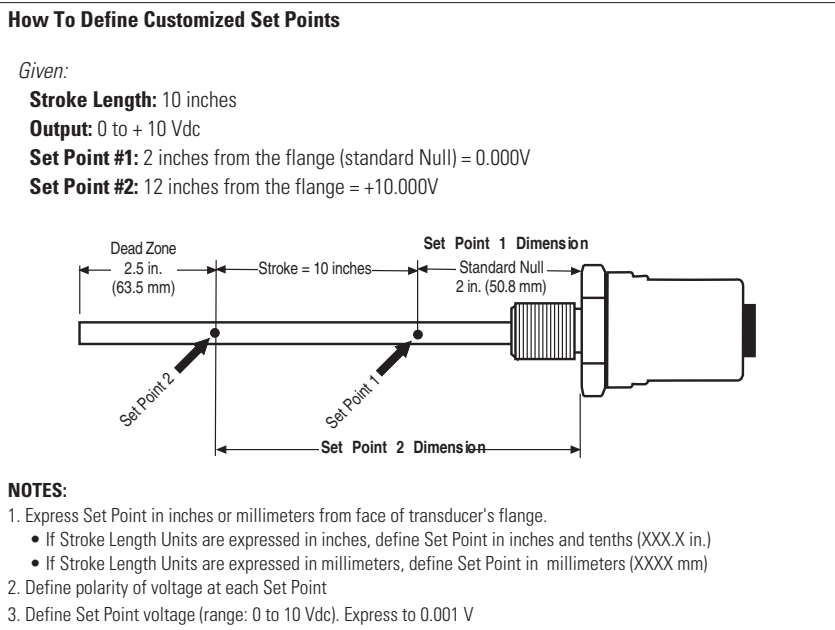 How To Define Customized Set Points
Given:
Stroke Length: 10 inches
Output: 0 to + 10 Vdc
Set Point #1: 2 inches from the flange (standard Null) = 0.000V
Set Point #2: 12 inches from the flange = +10.000V
Set Point 1 Dimension
Dead Zone
2.5 in.
(63.5 mm)
Stroke = 10 inches
Standard Null
2 in. (50.8 mm)
Set Point 2
Set Point 1
Set Point 2 Dimension
NOTES:
1. Express Set Point in inches or millimeters from face of transducer's flange.
• If Stroke Length Units are expressed in inches, define Set Point in inches and tenths (XXX.X in.)
• If Stroke Length Units are expressed in millimeters, define Set Point in millimeters (XXXX mm)
2. Define polarity of voltage at each Set Point
3. Define Set Point voltage (range: 0 to 10 Vdc). Express to 0.001 V